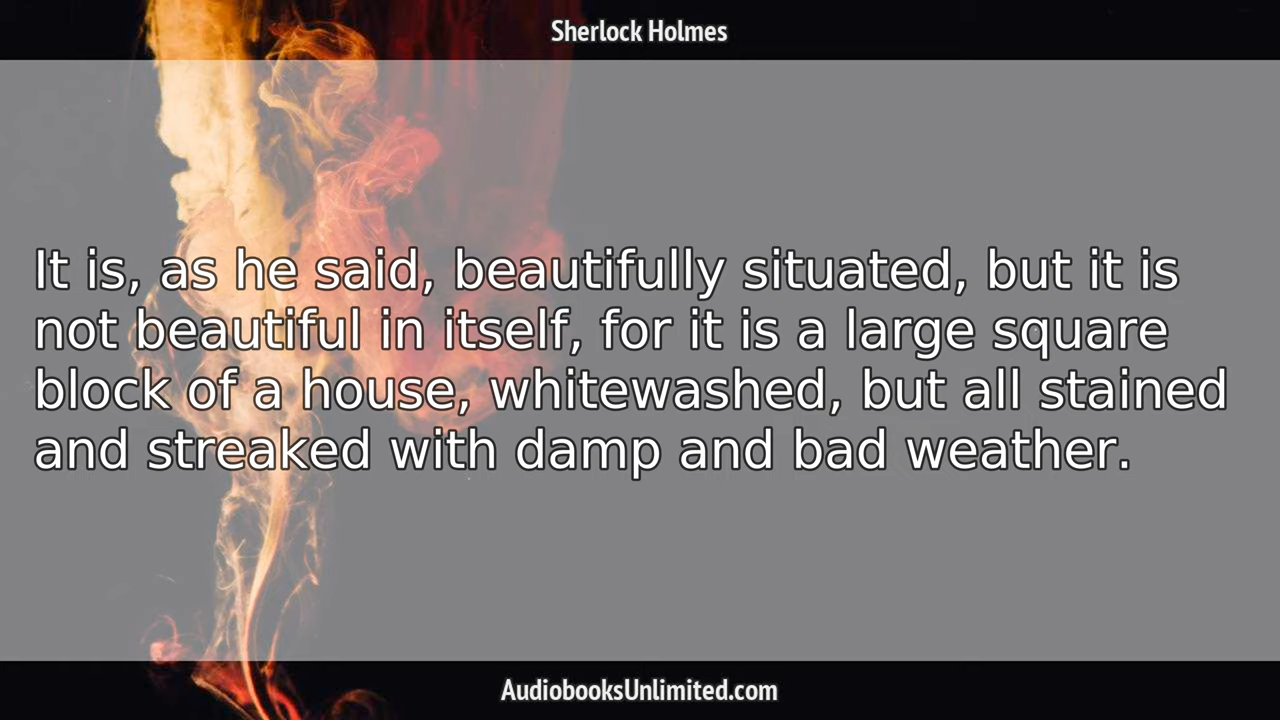 Sherlock Holmes
It is, as he said, beautifully situated, but it is
not beautiful in itself, for it is a large square
block of a house, whitewashed, but all stained
and streaked with damp and bad weather.
AudiobooksUnlimited.com